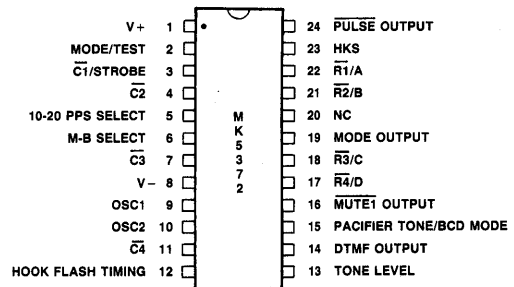 V+ 1
MODE/TEST 2
C1/STROBE 3
C2 4
10-20 PPS SELECT 5
M-B SELECT 6
C3 7
V- 8
OSC1 9
OSC2 10
C4 11
HOOK FLASH TIMING 12
MK5372
24 PULSE OUTPUT
23 HKS
22 R1/A
21 R2/B
20 NC
19 MODE OUTPUT
18 R3/C
17 R4/D
16 MUTE1 OUTPUT
15 PACIFIER TONE/BCD MODE
14 DTMF OUTPUT
13 TONE LEVEL